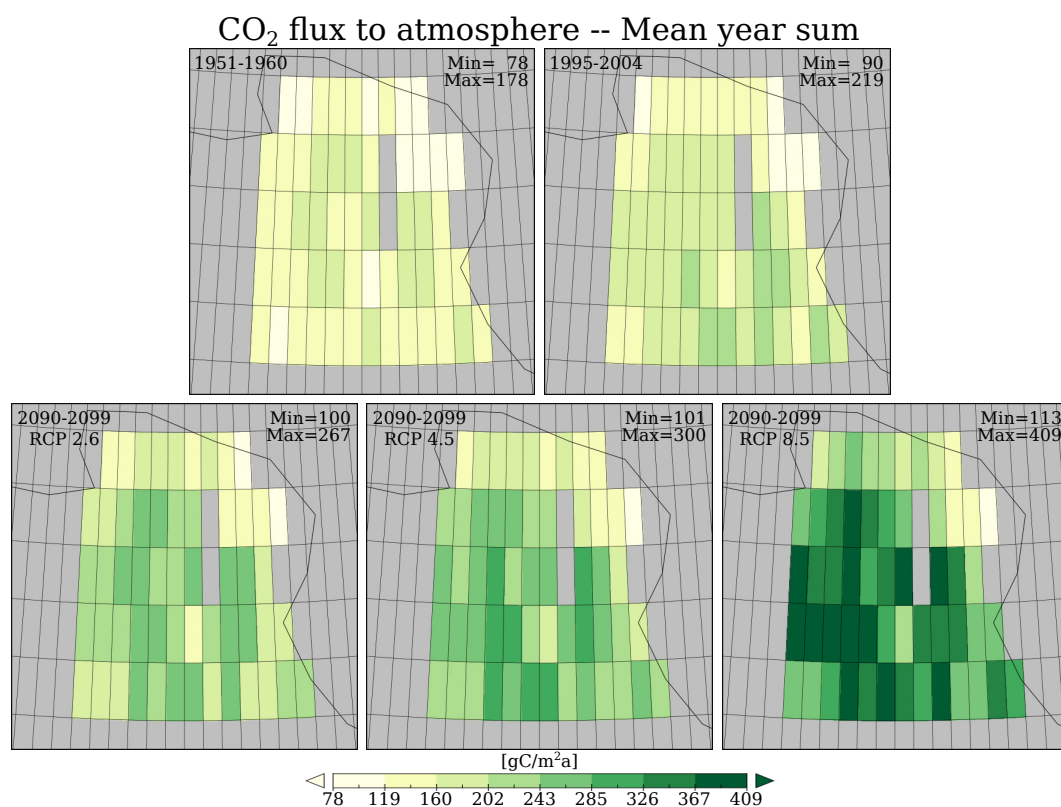 CO₂ flux to atmosphere -- Mean year sum
1951-1960
Min= 78
Max=178
1995-2004
Min= 90
Max=219
2090-2099
RCP 2.6
Min=100
Max=267
2090-2099
RCP 4.5
Min=101
Max=300
2090-2099
RCP 8.5
Min=113
Max=409
[gC/m²a]
78 119 160 202 243 285 326 367 409